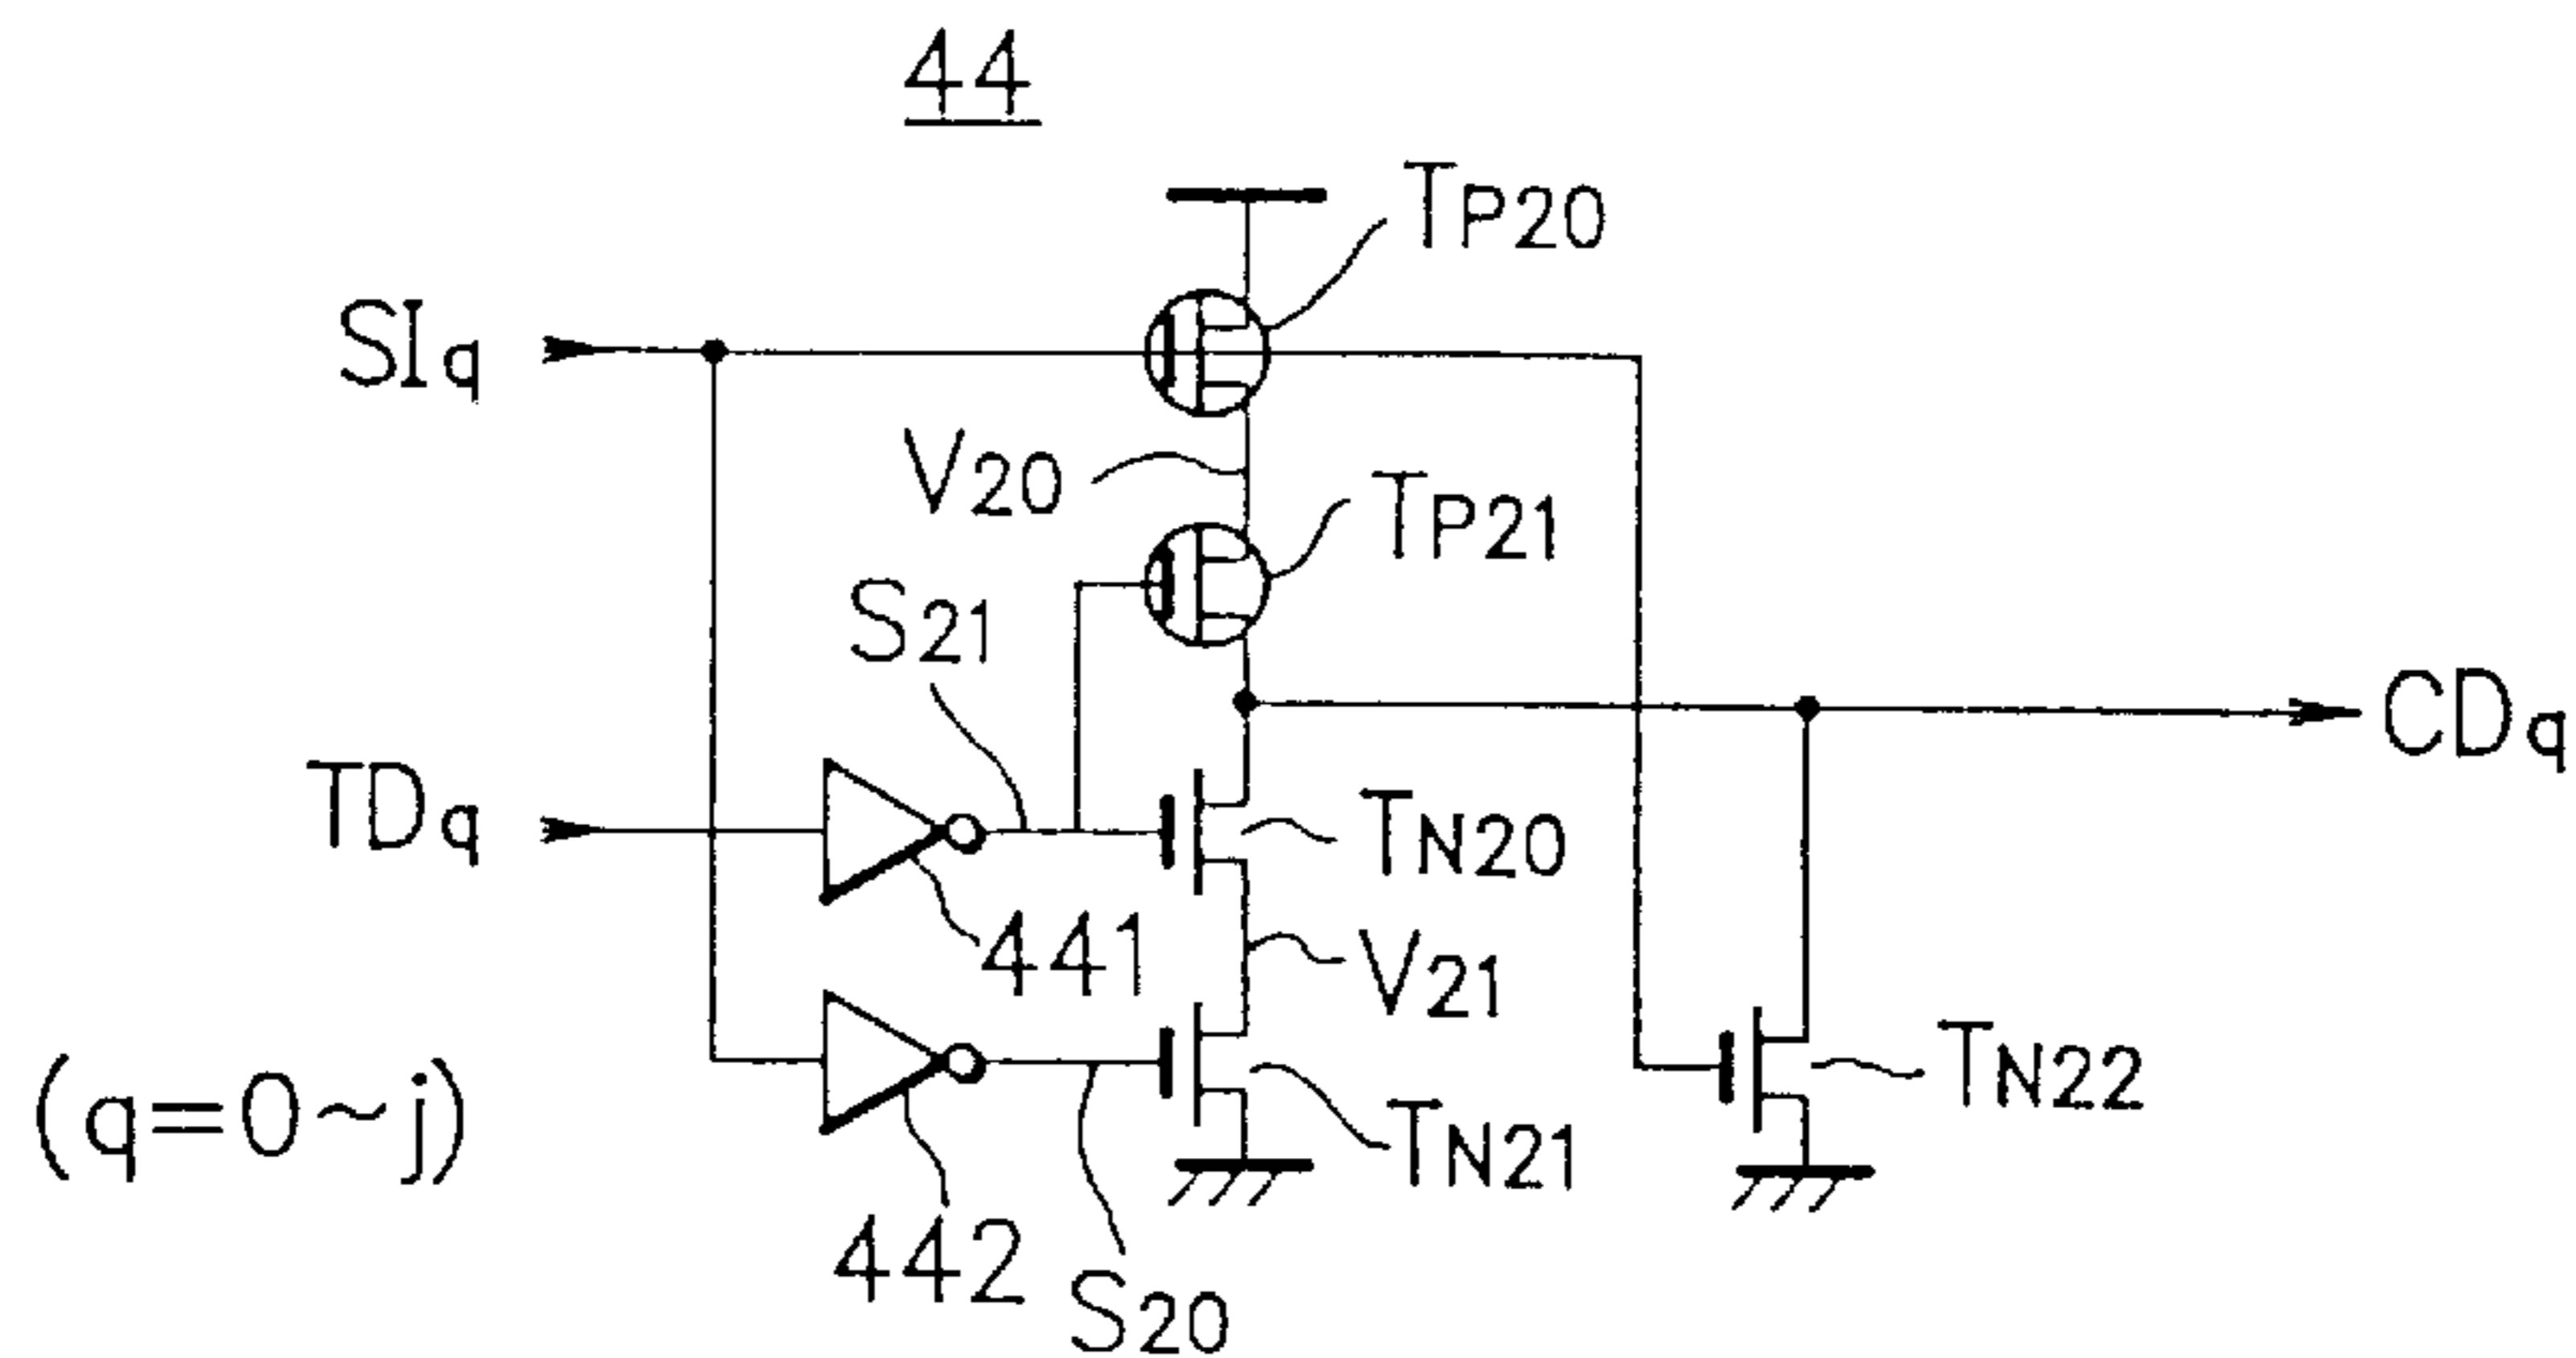 44
TP20
SIq
V20
TP21
S21
CDq
TDq
TN20
441
V21
TN22
(q=0~j)
TN21
442
S20